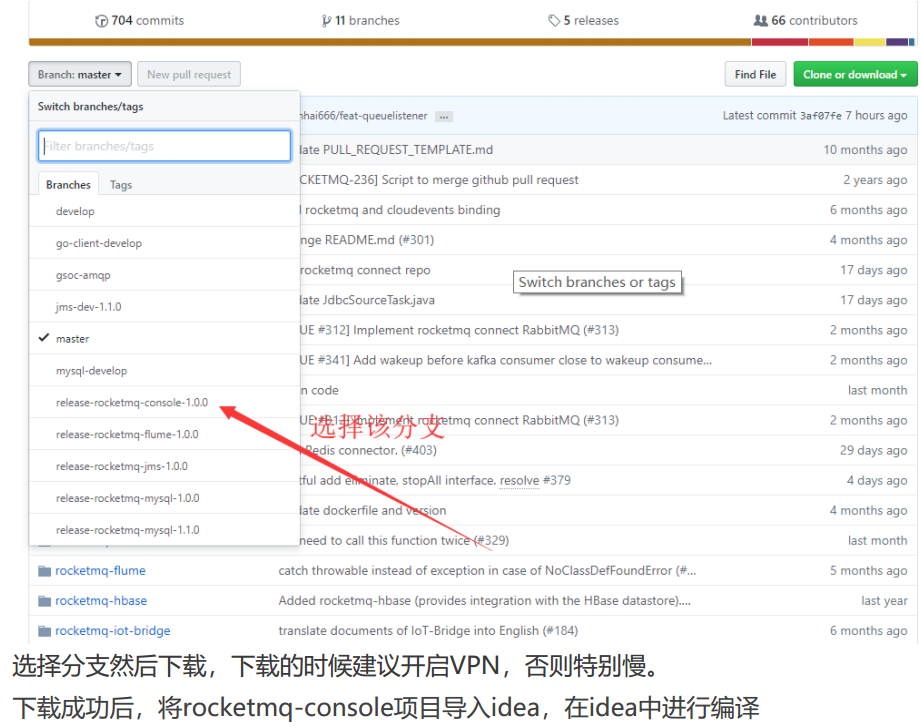 704 commits 11 branches 5 releases 66 contributors
Branch: master New pull request Find File Clone or download
Switch branches/tags
nhai666/feat-queuelistener ... Latest commit 3af07fe 7 hours ago
Filter branches/tags
late PULL_REQUEST_TEMPLATE.md 10 months ago
CKETMQ-236] Script to merge github pull request 2 years ago
Branches Tags
develop
l rocketmq and cloudevents binding 6 months ago
go-client-develop
nge README.md (#301) 4 months ago
gsoc-amqp
rocketmq connect repo 17 days ago
Switch branches or tags
jms-dev-1.1.0
late JdbcSourceTask.java 17 days ago
UE #312] Implement rocketmq connect RabbitMQ (#313) 2 months ago
master
UE #341] Add wakeup before kafka consumer close to wakeup consume... 2 months ago
mysql-develop
n code last month
release-rocketmq-console-1.0.0
选择该分支
Implement rocketmq connect RabbitMQ (#313) 2 months ago
release-rocketmq-flume-1.0.0
Redis connector. (#403) 29 days ago
release-rocketmq-jms-1.0.0
tful add eliminate, stopAll interface. resolve #379 4 days ago
release-rocketmq-mysql-1.0.0
late dockerfile and version 4 months ago
release-rocketmq-mysql-1.1.0
need to call this function twice (#329) last month
rocketmq-flume catch throwable instead of exception in case of NoClassDefFoundError (#... 5 months ago
rocketmq-hbase Added rocketmq-hbase (provides integration with the HBase datastore).... last year
rocketmq-iot-bridge translate documents of IoT-Bridge into English (#184) 6 months ago
选择分支然后下载，下载的时候建议开启VPN，否则特别慢。
下载成功后，将rocketmq-console项目导入idea，在idea中进行编译